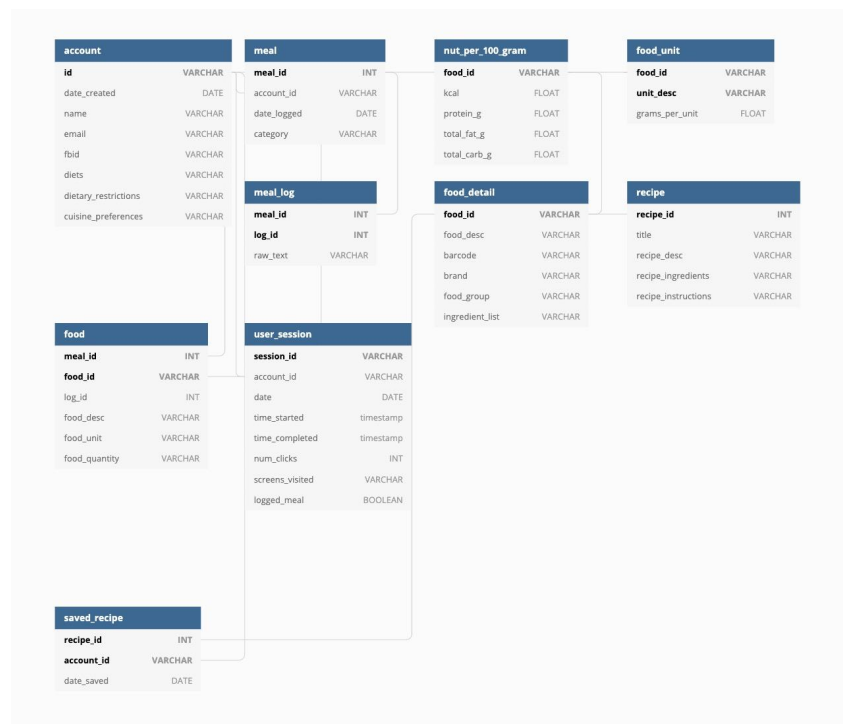 account
id VARCHAR
date_created DATE
name VARCHAR
email VARCHAR
fbid VARCHAR
diets VARCHAR
dietary_restrictions VARCHAR
cuisine_preferences VARCHAR
meal
meal_id INT
account_id VARCHAR
date_logged DATE
category VARCHAR
nut_per_100_gram
food_id VARCHAR
kcal FLOAT
protein_g FLOAT
total_fat_g FLOAT
total_carb_g FLOAT
food_unit
food_id VARCHAR
unit_desc VARCHAR
grams_per_unit FLOAT
meal_log
meal_id INT
log_id INT
raw_text VARCHAR
food_detail
food_id VARCHAR
food_desc VARCHAR
barcode VARCHAR
brand VARCHAR
food_group VARCHAR
ingredient_list VARCHAR
recipe
recipe_id INT
title VARCHAR
recipe_desc VARCHAR
recipe_ingredients VARCHAR
recipe_instructions VARCHAR
food
meal_id INT
food_id VARCHAR
log_id INT
food_desc VARCHAR
food_unit VARCHAR
food_quantity VARCHAR
user_session
session_id VARCHAR
account_id VARCHAR
date DATE
time_started timestamp
time_completed timestamp
num_clicks INT
screens_visited VARCHAR
logged_meal BOOLEAN
saved_recipe
recipe_id INT
account_id VARCHAR
date_saved DATE